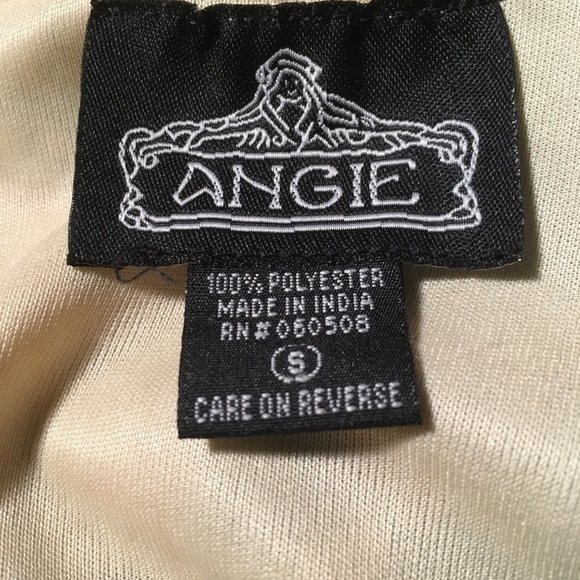 ANGIE
100% POLYESTER
MADE IN INDIA
RN# 060508
S
CARE ON REVERSE